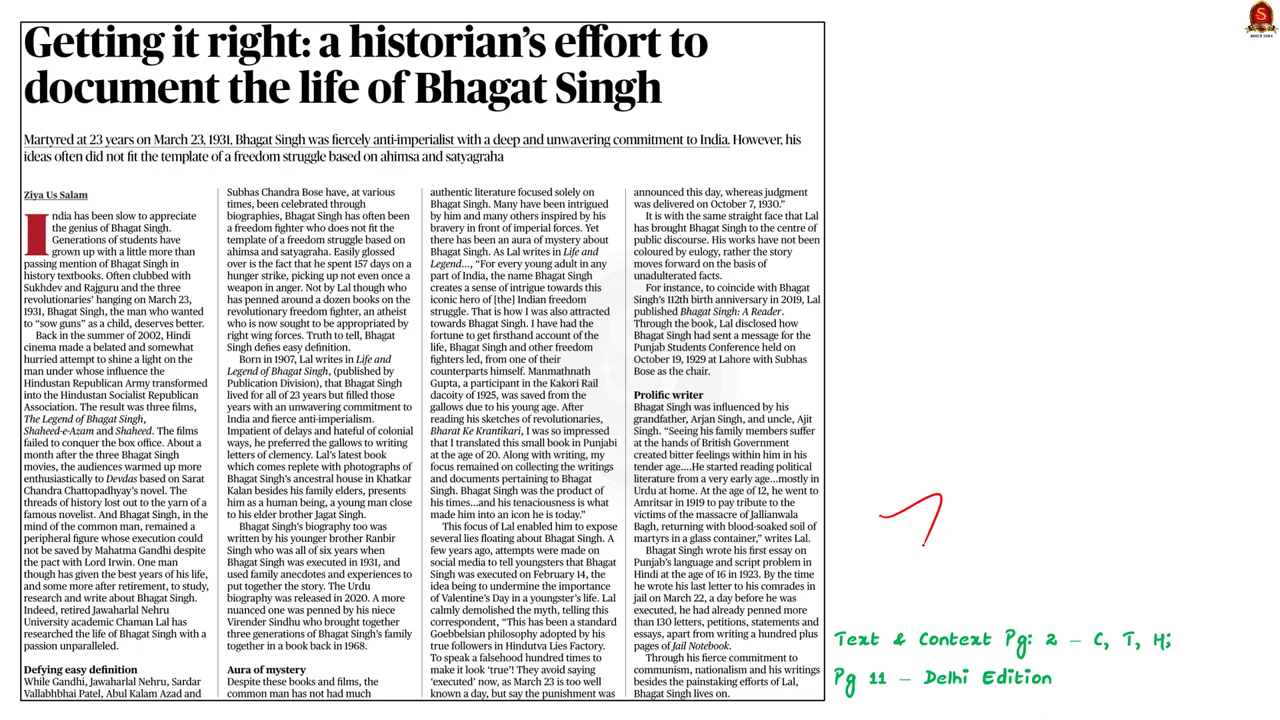 Getting it right: a historian’s effort to
document the life of Bhagat Singh
Martyred at 23 years on March 23, 1931, Bhagat Singh was fiercely anti-imperialist with a deep and unwavering commitment to India. However, his
ideas often did not fit the template of a freedom struggle based on ahimsa and satyagraha
Ziya Us Salam
India has been slow to appreciate
the genius of Bhagat Singh.
Generations of students have
grown up with a little more than
passing mention of Bhagat Singh in
history textbooks. Often clubbed with
Sukhdev and Rajguru and the three
revolutionaries’ hanging on March 23,
1931, Bhagat Singh, the man who wanted
to “sow guns” as a child, deserves better.
Back in the summer of 2002, Hindi
cinema made a belated and somewhat
hurried attempt to shine a light on the
man under whose influence the
Hindustan Republican Army transformed
into the Hindustan Socialist Republican
Association. The result was three films,
The Legend of Bhagat Singh,
Shaheed-e-Azam and Shaheed. The films
failed to conquer the box office. About a
month after the three Bhagat Singh
movies, the audiences warmed up more
enthusiastically to Devdas based on Sarat
Chandra Chattopadhyay’s novel. The
threads of history lost out to the yarn of a
famous novelist. And Bhagat Singh, in the
mind of the common man, remained a
peripheral figure whose execution could
not be saved by Mahatma Gandhi despite
the pact with Lord Irwin. One man
though has given the best years of his life,
and some more after retirement, to study,
research and write about Bhagat Singh.
Indeed, retired Jawaharlal Nehru
University academic Chaman Lal has
researched the life of Bhagat Singh with a
passion unparalleled.
Defying easy definition
While Gandhi, Jawaharlal Nehru, Sardar
Vallabhbhai Patel, Abul Kalam Azad and
Subhas Chandra Bose have, at various
times, been celebrated through
biographies, Bhagat Singh has often been
a freedom fighter who does not fit the
template of a freedom struggle based on
ahimsa and satyagraha. Easily glossed
over is the fact that he spent 157 days on a
hunger strike, picking up not even once a
weapon in anger. Not by Lal though who
has penned around a dozen books on the
revolutionary freedom fighter, an atheist
who is now sought to be appropriated by
right wing forces. Truth to tell, Bhagat
Singh defies easy definition.
Born in 1907, Lal writes in Life and
Legend of Bhagat Singh, (published by
Publication Division), that Bhagat Singh
lived for all of 23 years but filled those
years with an unwavering commitment to
India and fierce anti-imperialism.
Impatient of delays and hateful of colonial
ways, he preferred the gallows to writing
letters of clemency. Lal’s latest book
which comes replete with photographs of
Bhagat Singh’s ancestral house in Khatkar
Kalan besides his family elders, presents
him as a human being, a young man close
to his elder brother Jagat Singh.
Bhagat Singh’s biography too was
written by his younger brother Ranbir
Singh who was all of six years when
Bhagat Singh was executed in 1931, and
used family anecdotes and experiences to
put together the story. The Urdu
biography was released in 2020. A more
nuanced one was penned by his niece
Virender Sindhu who brought together
three generations of Bhagat Singh’s family
together in a book back in 1968.
Aura of mystery
Despite these books and films, the
common man has not had much
authentic literature focused solely on
Bhagat Singh. Many have been intrigued
by him and many others inspired by his
bravery in front of imperial forces. Yet
there has been an aura of mystery about
Bhagat Singh. As Lal writes in Life and
Legend..., “For every young adult in any
part of India, the name Bhagat Singh
creates a sense of intrigue towards this
iconic hero of [the] Indian freedom
struggle. That is how I was also attracted
towards Bhagat Singh. I have had the
fortune to get firsthand account of the
life, Bhagat Singh and other freedom
fighters led, from one of their
counterparts himself. Manmathnath
Gupta, a participant in the Kakori Rail
dacoity of 1925, was saved from the
gallows due to his young age. After
reading his sketches of revolutionaries,
Bharat Ke Krantikari, I was so impressed
that I translated this small book in Punjabi
at the age of 20. Along with writing, my
focus remained on collecting the writings
and documents pertaining to Bhagat
Singh. Bhagat Singh was the product of
his times...and his tenaciousness is what
made him into an icon he is today.”
This focus of Lal enabled him to expose
several lies floating about Bhagat Singh. A
few years ago, attempts were made on
social media to tell youngsters that Bhagat
Singh was executed on February 14, the
idea being to undermine the importance
of Valentine’s Day in a youngster’s life. Lal
calmly demolished the myth, telling this
correspondent, “This has been a standard
Goebbelsian philosophy adopted by his
true followers in Hindutva Lies Factory.
To speak a falsehood hundred times to
make it look ‘true’! They avoid saying
‘executed’ now, as March 23 is too well
known a day, but say the punishment was
announced this day, whereas judgment
was delivered on October 7, 1930.”
It is with the same straight face that Lal
has brought Bhagat Singh to the centre of
public discourse. His works have not been
coloured by eulogy, rather the story
moves forward on the basis of
unadulterated facts.
For instance, to coincide with Bhagat
Singh’s 112th birth anniversary in 2019, Lal
published Bhagat Singh: A Reader.
Through the book, Lal disclosed how
Bhagat Singh had sent a message for the
Punjab Students Conference held on
October 19, 1929 at Lahore with Subhas
Bose as the chair.
Prolific writer
Bhagat Singh was influenced by his
grandfather, Arjan Singh, and uncle, Ajit
Singh. “Seeing his family members suffer
at the hands of British Government
created bitter feelings within him in his
tender age....He started reading political
literature from a very early age...mostly in
Urdu at home. At the age of 12, he went to
Amritsar in 1919 to pay tribute to the
victims of the massacre of Jallianwala
Bagh, returning with blood-soaked soil of
martyrs in a glass container,” writes Lal.
Bhagat Singh wrote his first essay on
Punjab’s language and script problem in
Hindi at the age of 16 in 1923. By the time
he wrote his last letter to his comrades in
jail on March 22, a day before he was
executed, he had already penned more
than 130 letters, petitions, statements and
essays, apart from writing a hundred plus
pages of Jail Notebook.
Through his fierce commitment to
communism, nationalism and his writings
besides the painstaking efforts of Lal,
Bhagat Singh lives on.
Text & Context Pg: 2 – C, T, H;
Pg 11 – Delhi Edition
S
SINCE 2004